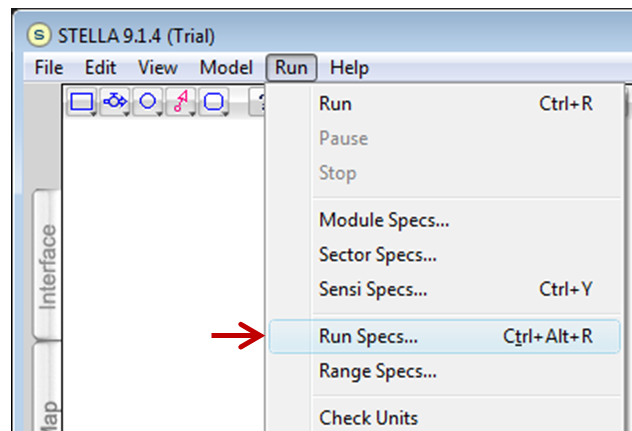 S STELLA 9.1.4 (Trial)
File Edit View Model Run Help
Run Ctrl+R
Pause
Stop
Module Specs...
Sector Specs...
Sensi Specs... Ctrl+Y
Run Specs... Ctrl+Alt+R
Range Specs...
Check Units
Interface